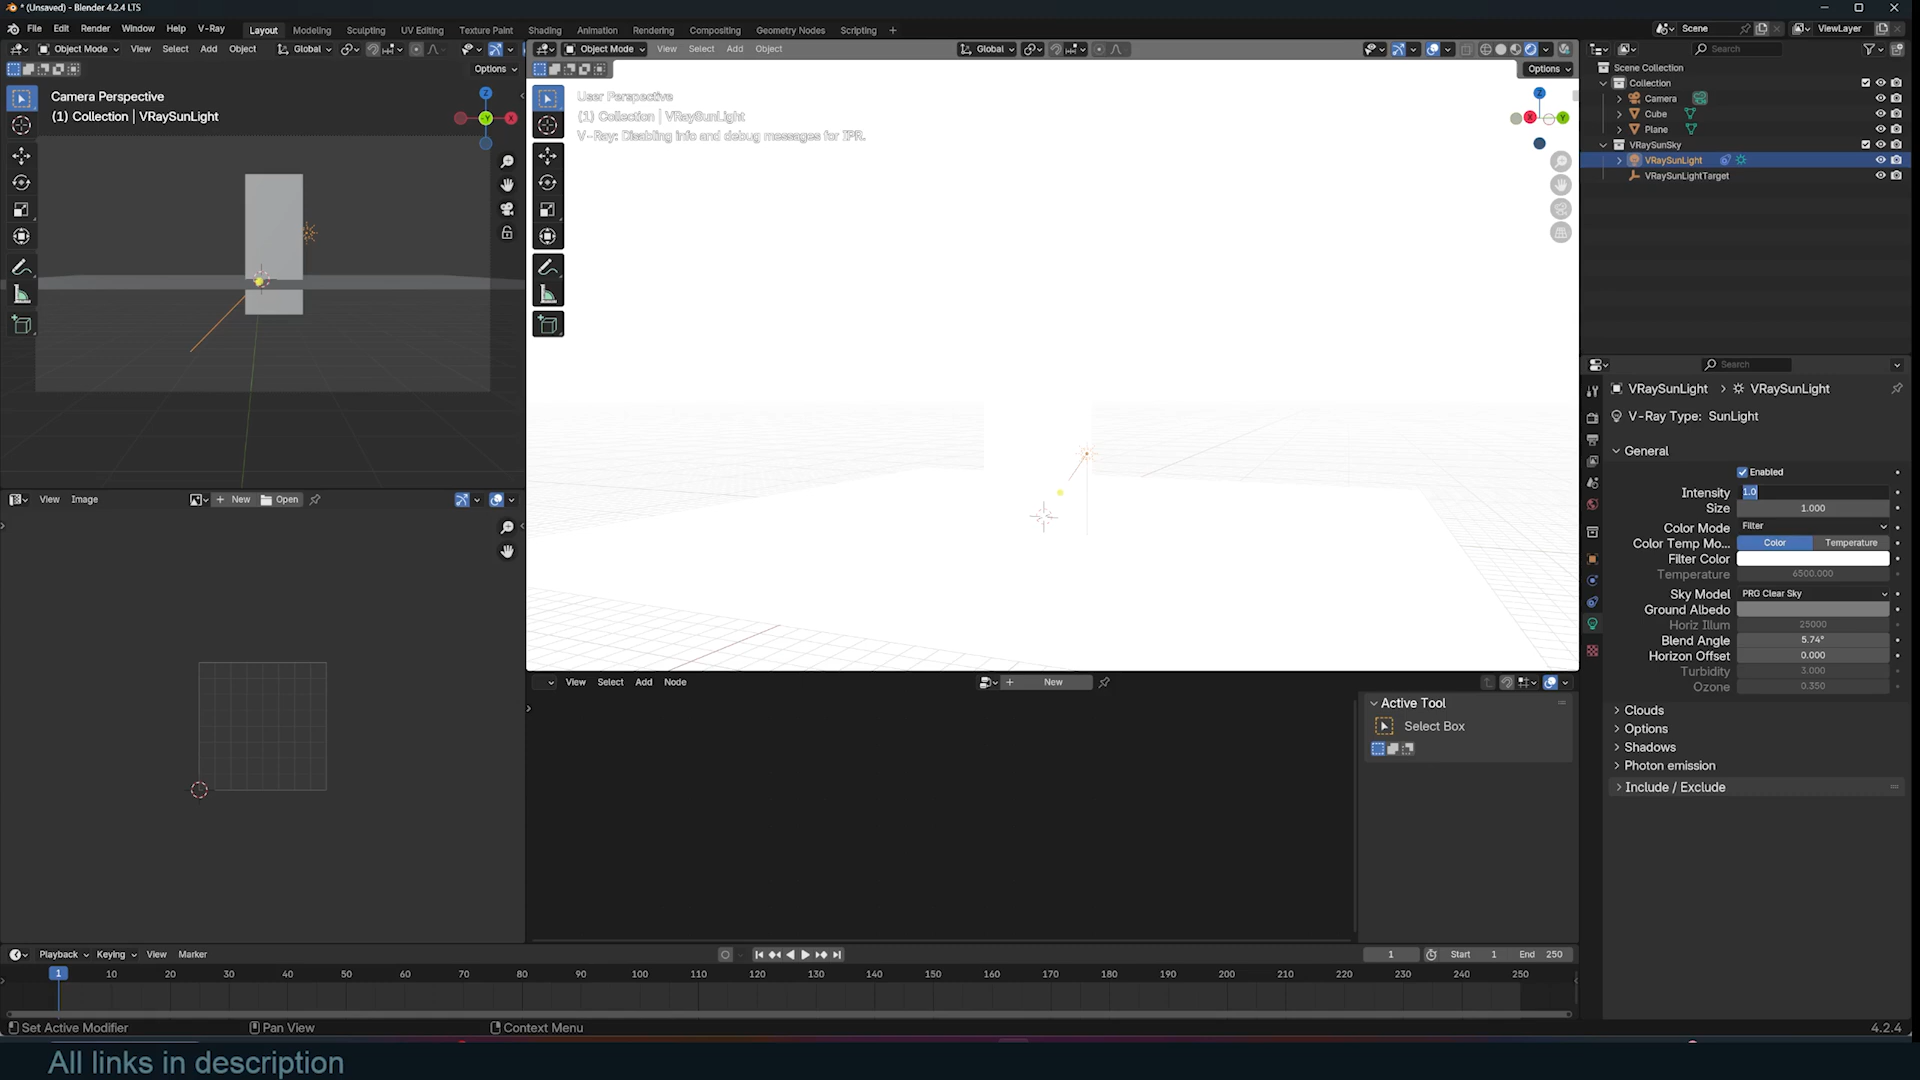 * (Unsaved) - Blender 4.2.4 LTS
File Edit Render Window Help V-Ray
Layout Modeling Sculpting UV Editing Texture Paint Shading Animation Rendering Compositing Geometry Nodes Scripting +
Scene
ViewLayer
Object Mode View Select Add Object Global
Options
Camera Perspective
(1) Collection | VRaySunLight
Z
-Y
X
Object Mode View Select Add Object Global
Options
User Perspective
(1) Collection | VRaySunLight
V-Ray: Disabling info and debug messages for IPR.
Z
X
Y
Search
Scene Collection
Collection
Camera
Cube
Plane
VRaySunSky
VRaySunLight
VRaySunLightTarget
Search
VRaySunLight > VRaySunLight
V-Ray Type: SunLight
General
Enabled
Intensity 1.0
Size 1.000
Color Mode Filter
Color Temp Mo... Color Temperature
Filter Color
Temperature 6500.000
Sky Model PRG Clear Sky
Ground Albedo
Horiz Illum 25000
Blend Angle 5.74°
Horizon Offset 0.000
Turbidity 3.000
Ozone 0.350
Clouds
Options
Shadows
Photon emission
Include / Exclude
View Image + New Open
View Select Add Node + New
Active Tool
Select Box
Playback Keying View Marker
1 Start 1 End 250
1 10 20 30 40 50 60 70 80 90 100 110 120 130 140 150 160 170 180 190 200 210 220 230 240 250
Set Active Modifier Pan View Context Menu 4.2.4
All links in description